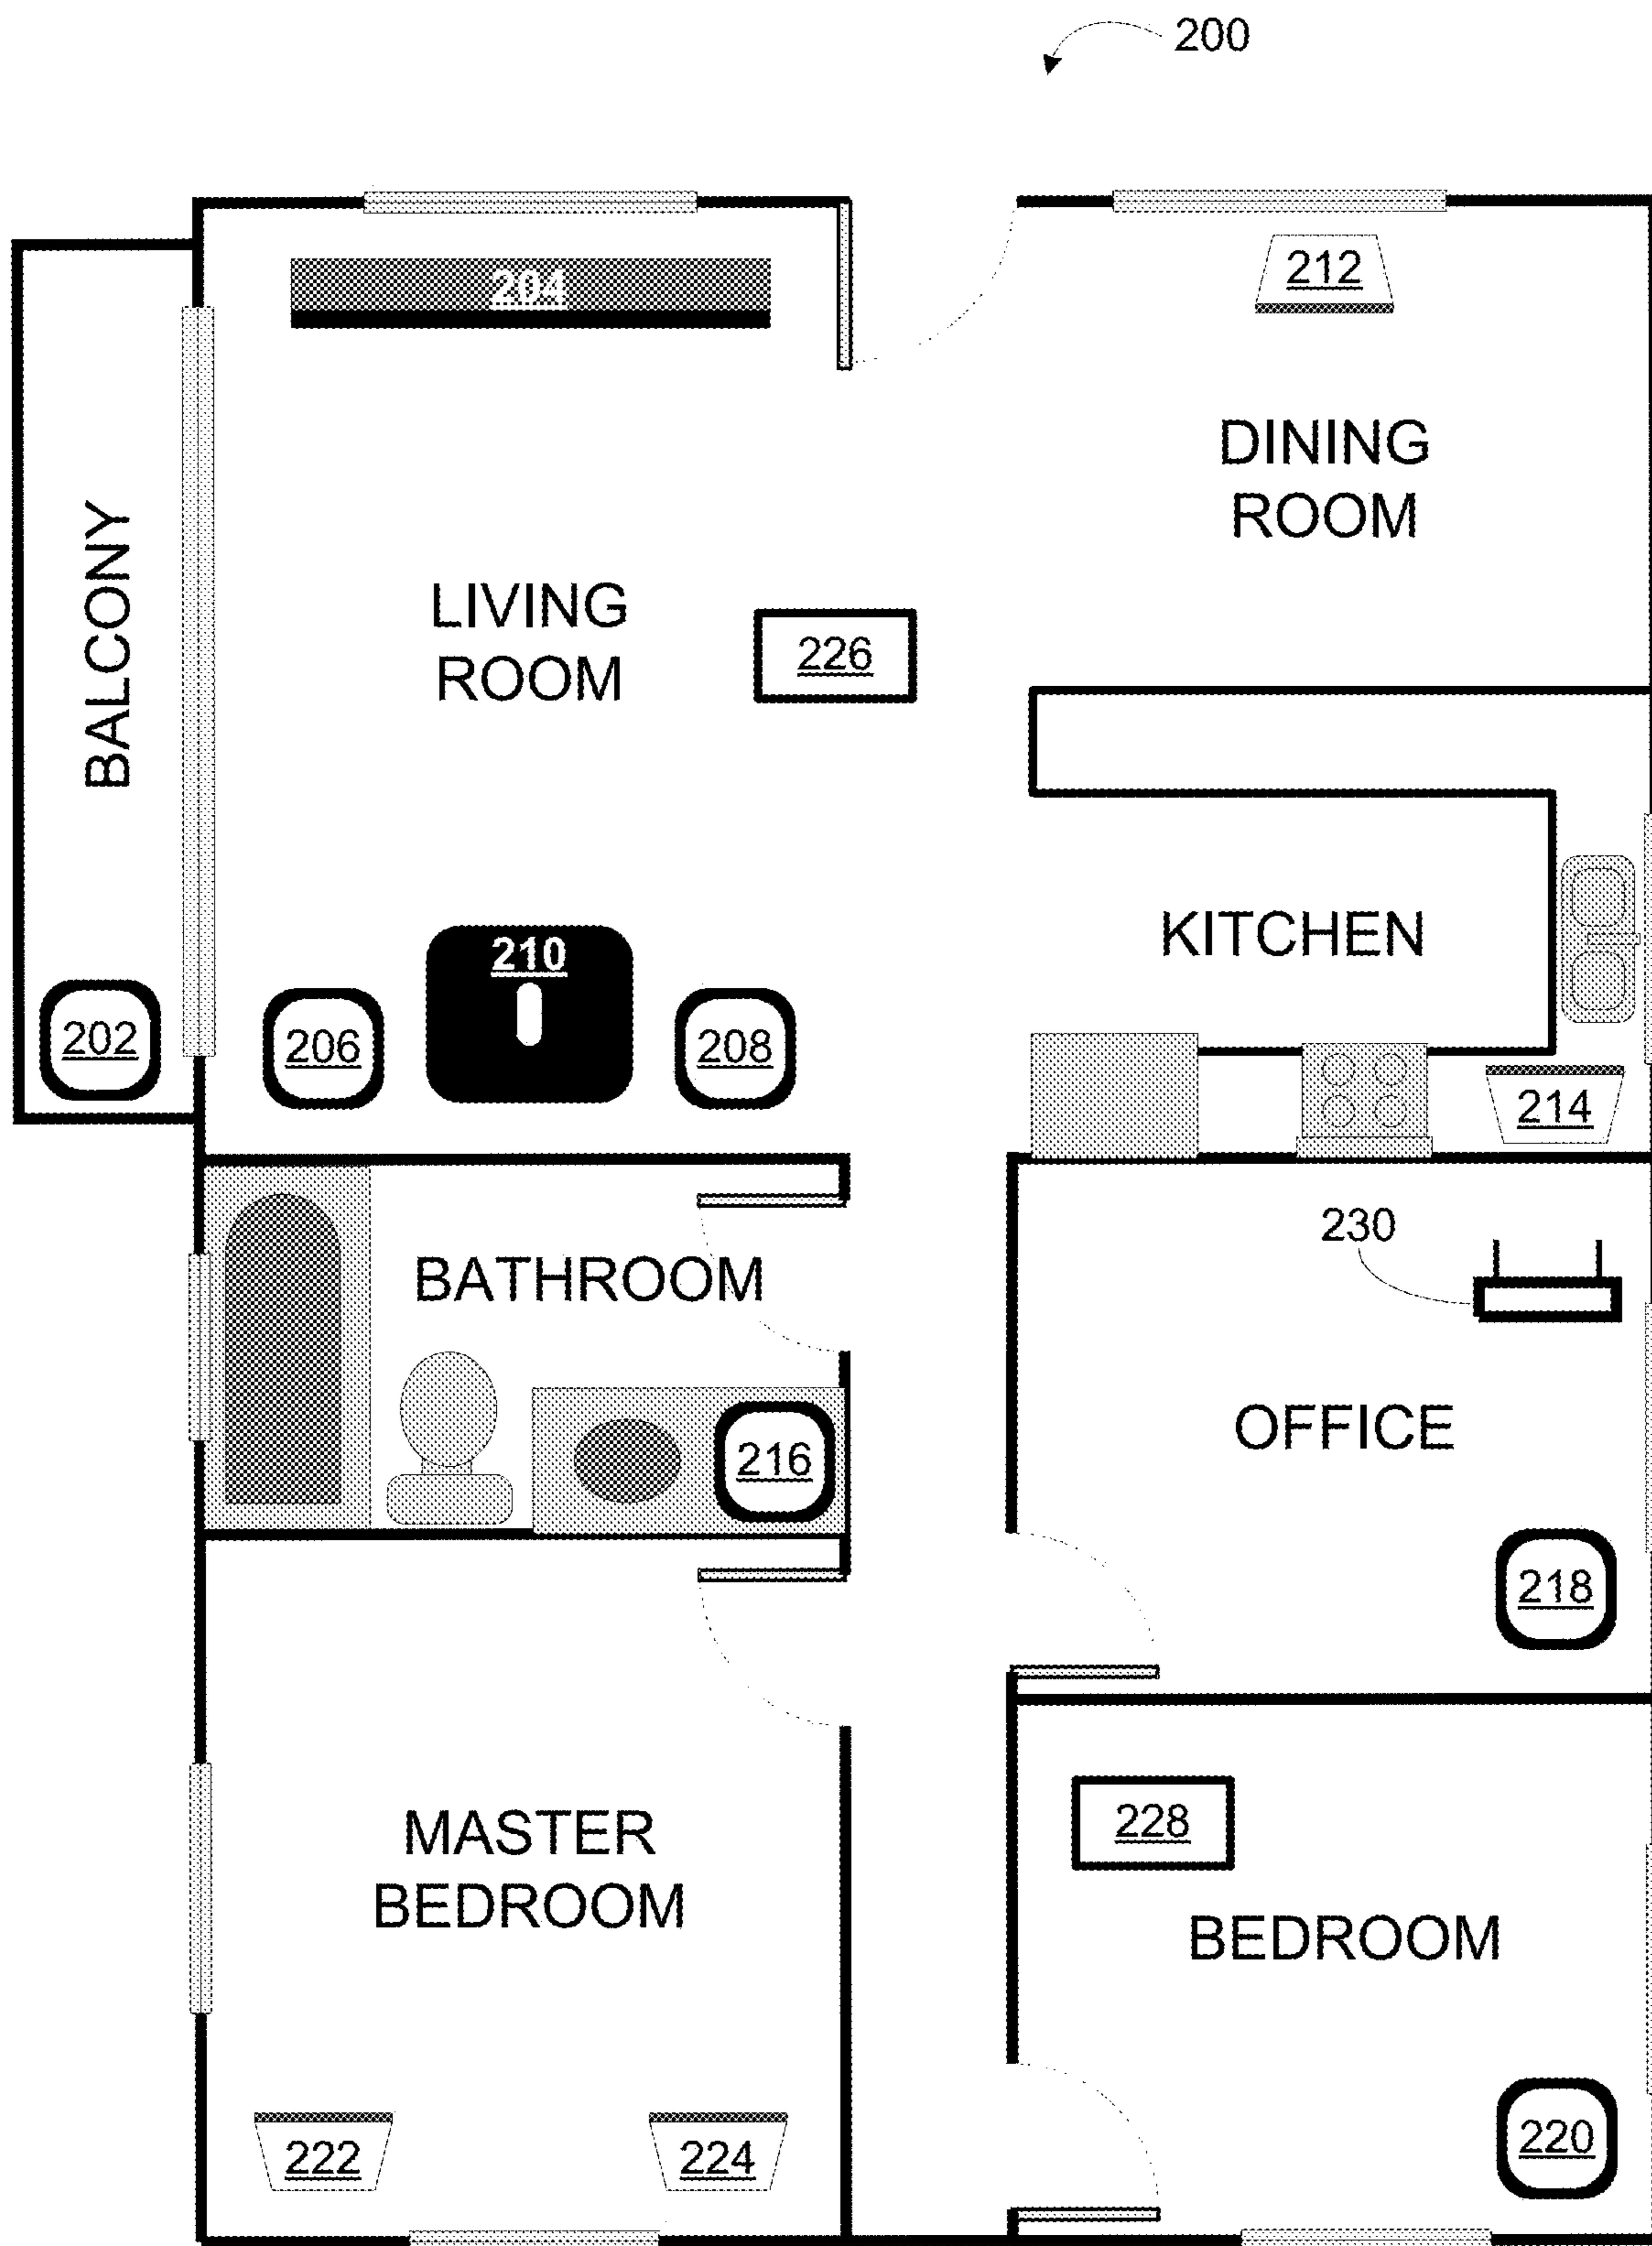 200
204
212
DINING
ROOM
BALCONY
LIVING
ROOM
226
210
KITCHEN
202
206
208
214
230
BATHROOM
OFFICE
216
218
228
MASTER
BEDROOM
BEDROOM
222
224
220